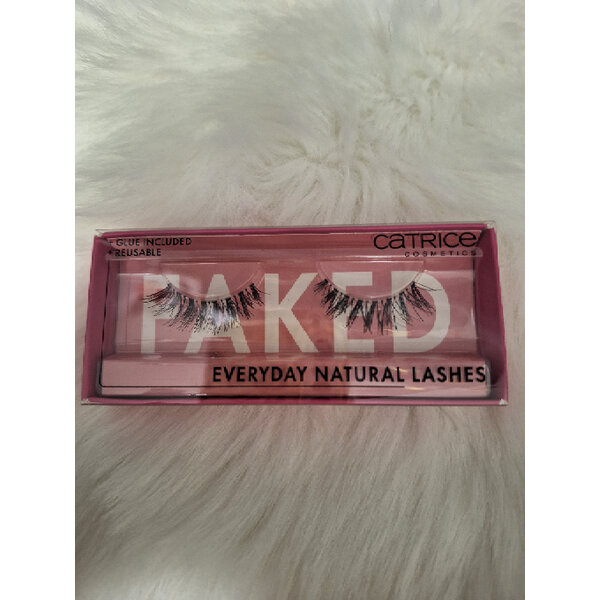 + GLUE INCLUDED
+ REUSABLE
CATRICE
COSMETICS
FAKED
EVERYDAY NATURAL LASHES